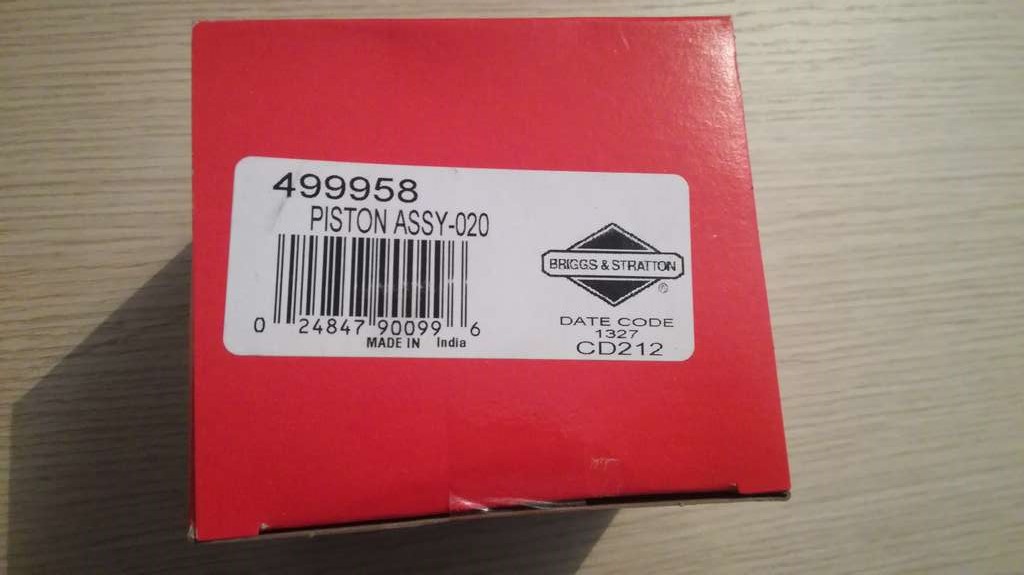 499958
PISTON ASSY-020
0 24847 90099 6
MADE IN India
BRIGGS & STRATTON
®
DATE CODE
1327
CD212